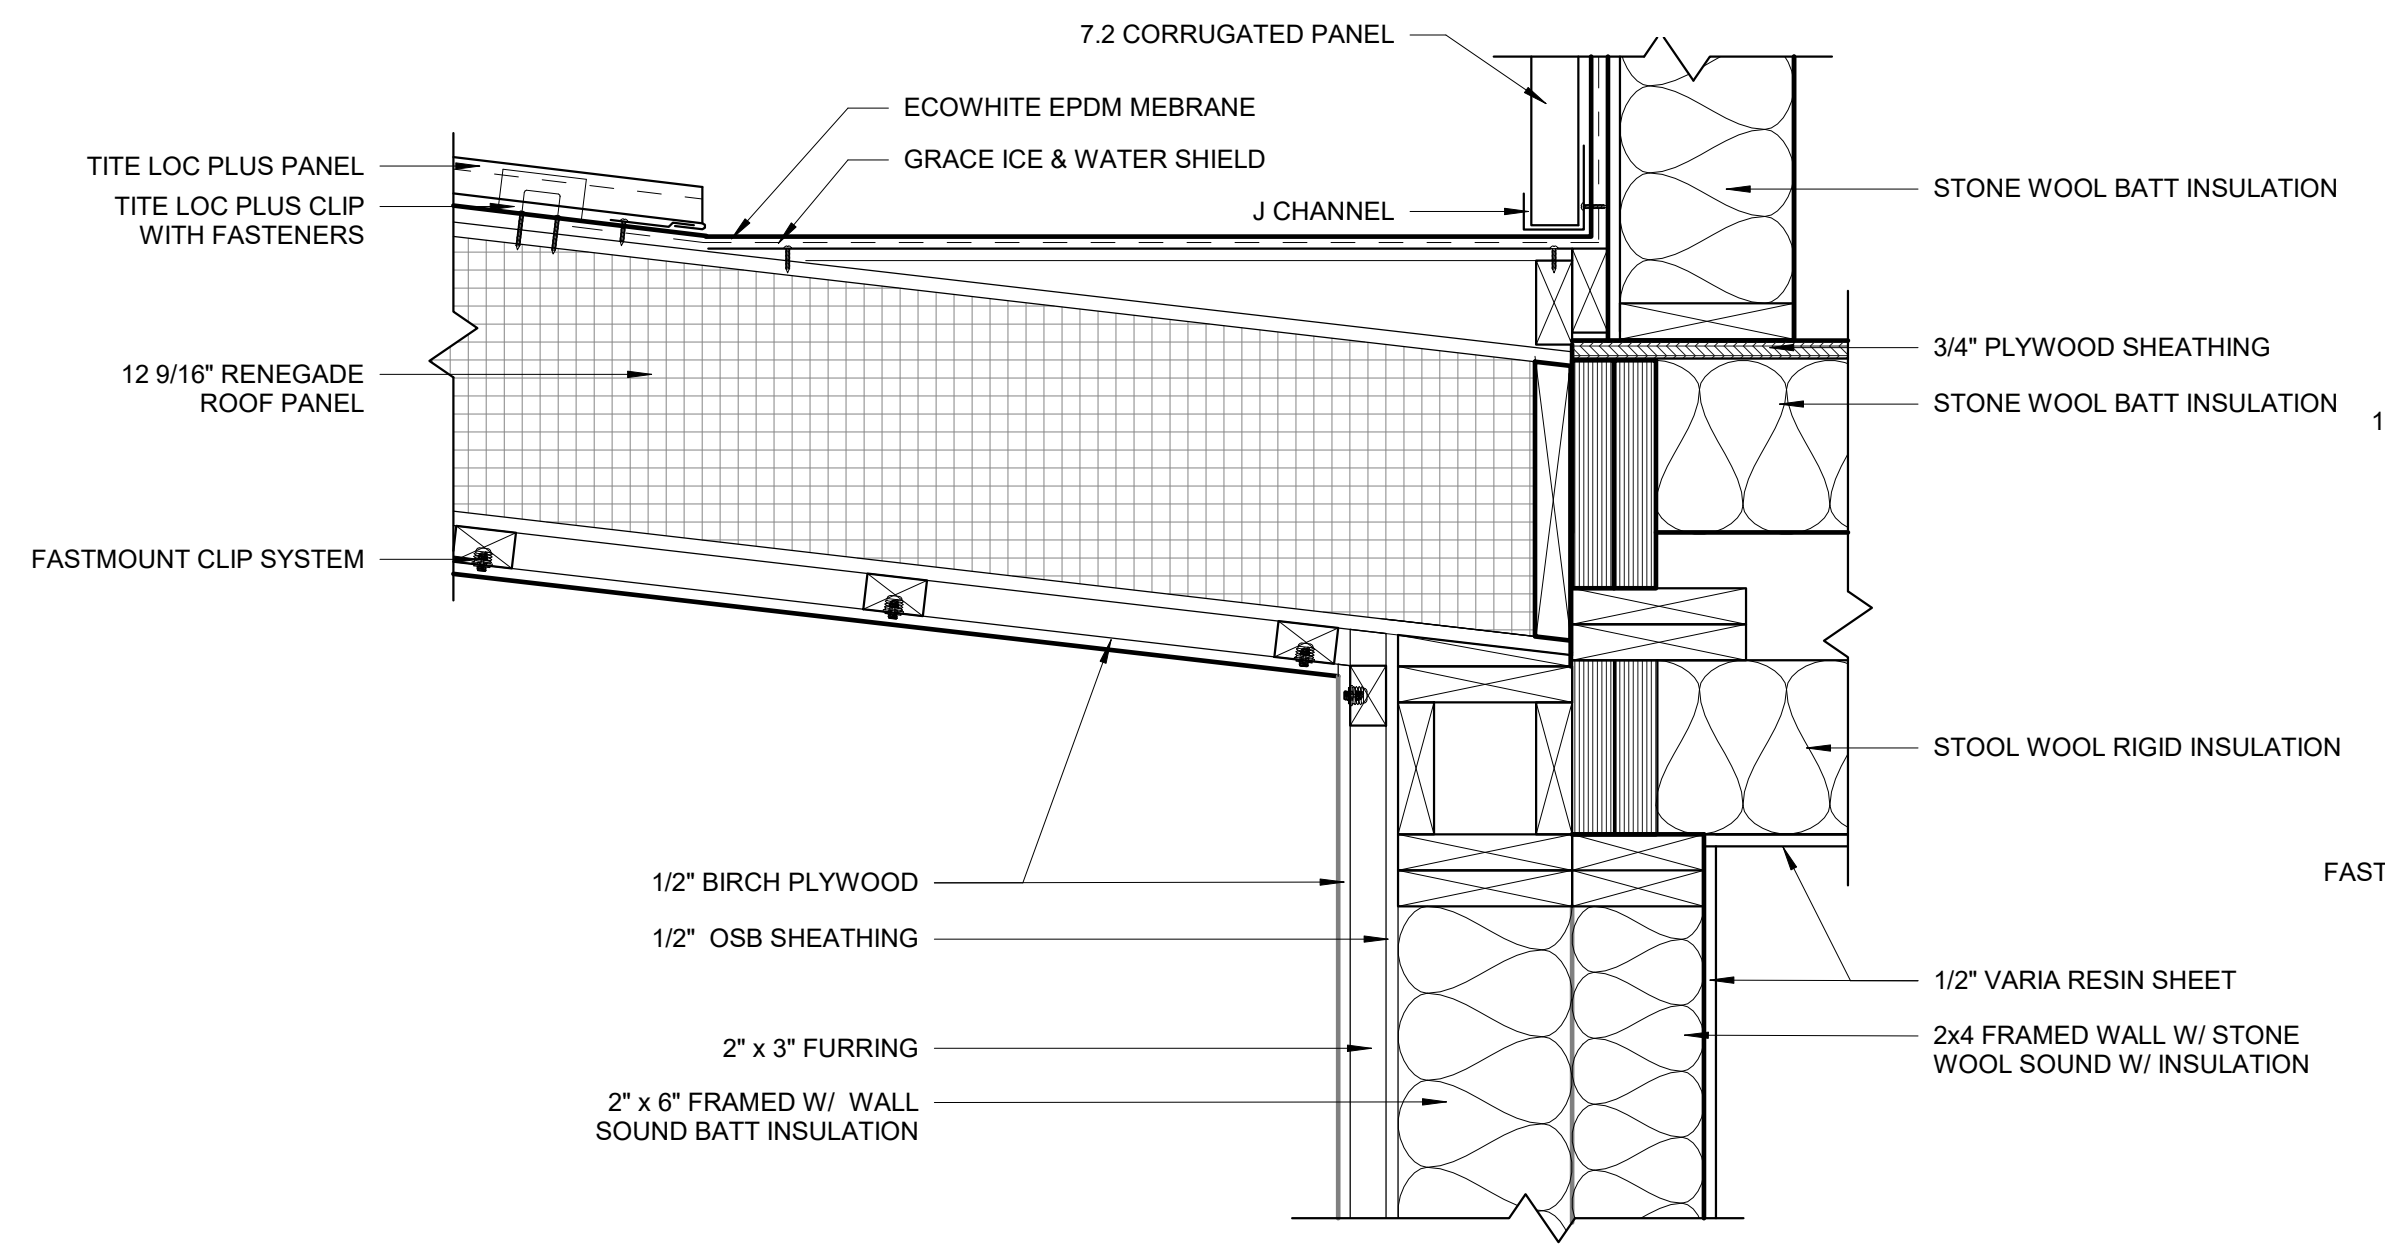 7.2 CORRUGATED PANEL
ECOWHITE EPDM MEBRANE
GRACE ICE & WATER SHIELD
J CHANNEL
TITE LOC PLUS PANEL
TITE LOC PLUS CLIP
WITH FASTENERS
12 9/16" RENEGADE
ROOF PANEL
FASTMOUNT CLIP SYSTEM
1/2" BIRCH PLYWOOD
1/2" OSB SHEATHING
2" x 3" FURRING
2" x 6" FRAMED W/ WALL
SOUND BATT INSULATION
STONE WOOL BATT INSULATION
3/4" PLYWOOD SHEATHING
STONE WOOL BATT INSULATION
STOOL WOOL RIGID INSULATION
1/2" VARIA RESIN SHEET
2x4 FRAMED WALL W/ STONE
WOOL SOUND W/ INSULATION
1
FAST